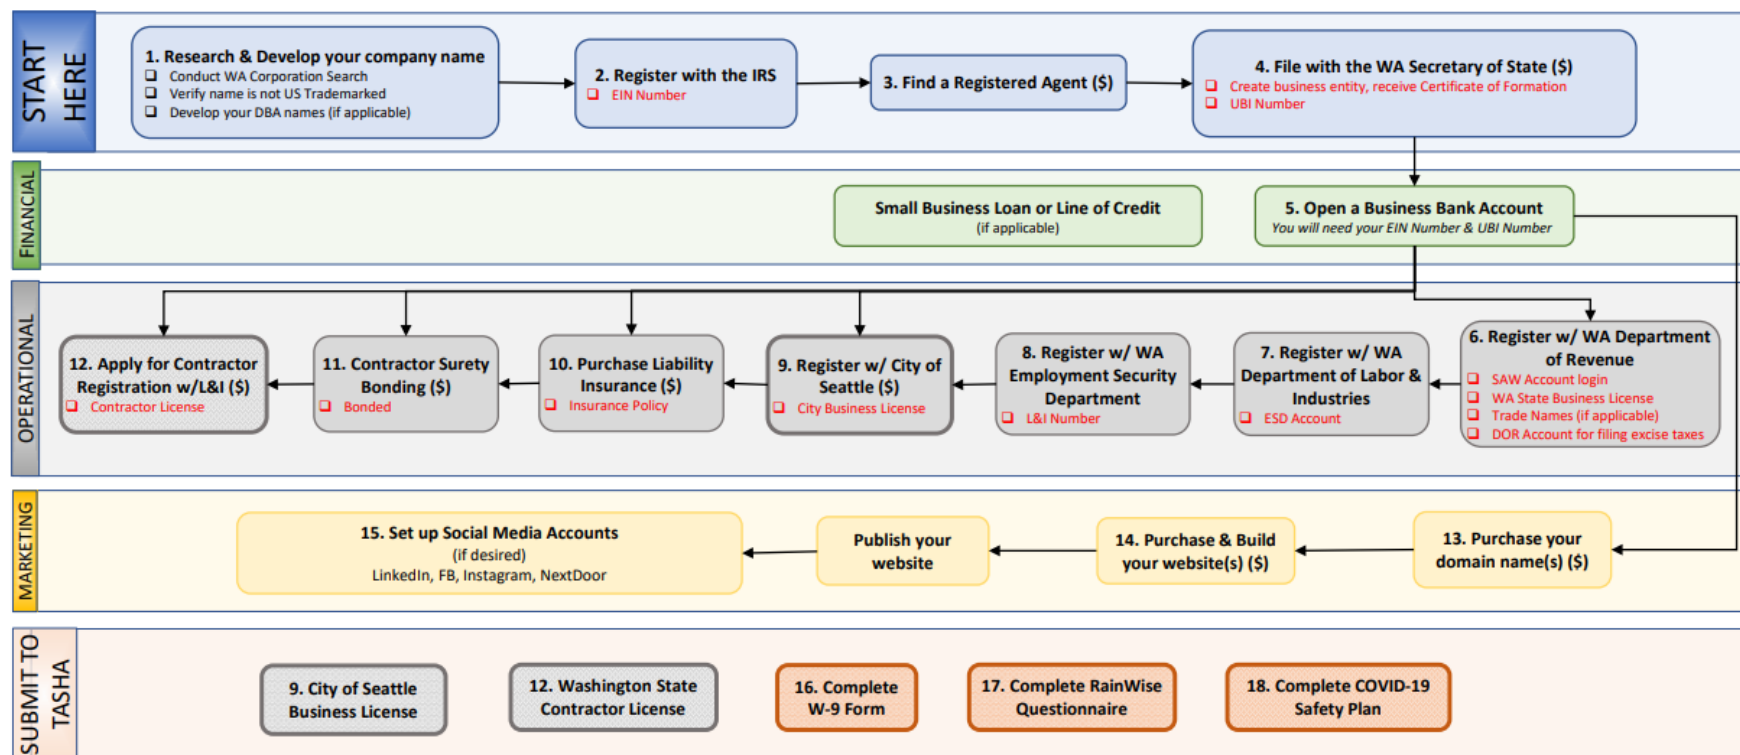 START
HERE
1. Research & Develop your company name
Conduct WA Corporation Search
Verify name is not US Trademarked
Develop your DBA names (if applicable)
2. Register with the IRS
EIN Number
3. Find a Registered Agent ($)
4. File with the WA Secretary of State ($)
Create business entity, receive Certificate of Formation
UBI Number
FINANCIAL
Small Business Loan or Line of Credit
(if applicable)
5. Open a Business Bank Account
You will need your EIN Number & UBI Number
OPERATIONAL
12. Apply for Contractor
Registration w/L&I ($)
Contractor License
11. Contractor Surety
Bonding ($)
Bonded
10. Purchase Liability
Insurance ($)
Insurance Policy
9. Register w/ City of
Seattle ($)
City Business License
8. Register w/ WA
Employment Security
Department
L&I Number
7. Register w/ WA
Department of Labor &
Industries
ESD Account
6. Register w/ WA Department
of Revenue
SAW Account login
WA State Business License
Trade Names (if applicable)
DOR Account for filing excise taxes
MARKETING
15. Set up Social Media Accounts
(if desired)
LinkedIn, FB, Instagram, NextDoor
Publish your
website
14. Purchase & Build
your website(s) ($)
13. Purchase your
domain name(s) ($)
SUBMIT TO
TASHA
9. City of Seattle
Business License
12. Washington State
Contractor License
16. Complete
W-9 Form
17. Complete RainWise
Questionnaire
18. Complete COVID-19
Safety Plan